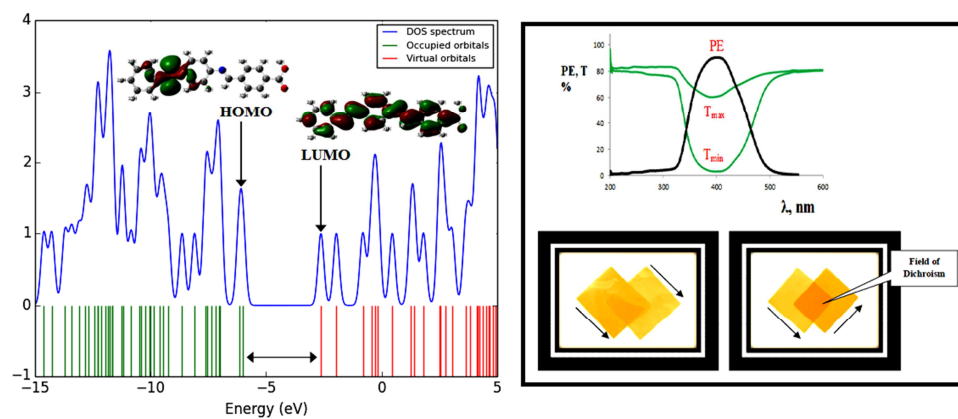 4
3
2
1
0
−1
−15
−10
−5
0
5
Energy (eV)
DOS spectrum
Occupied orbitals
Virtual orbitals
HOMO
LUMO
PE, T
%
100
80
60
40
20
0
200
300
400
500
600
λ, nm
PE
Tmax
Tmin
Field of
Dichroism